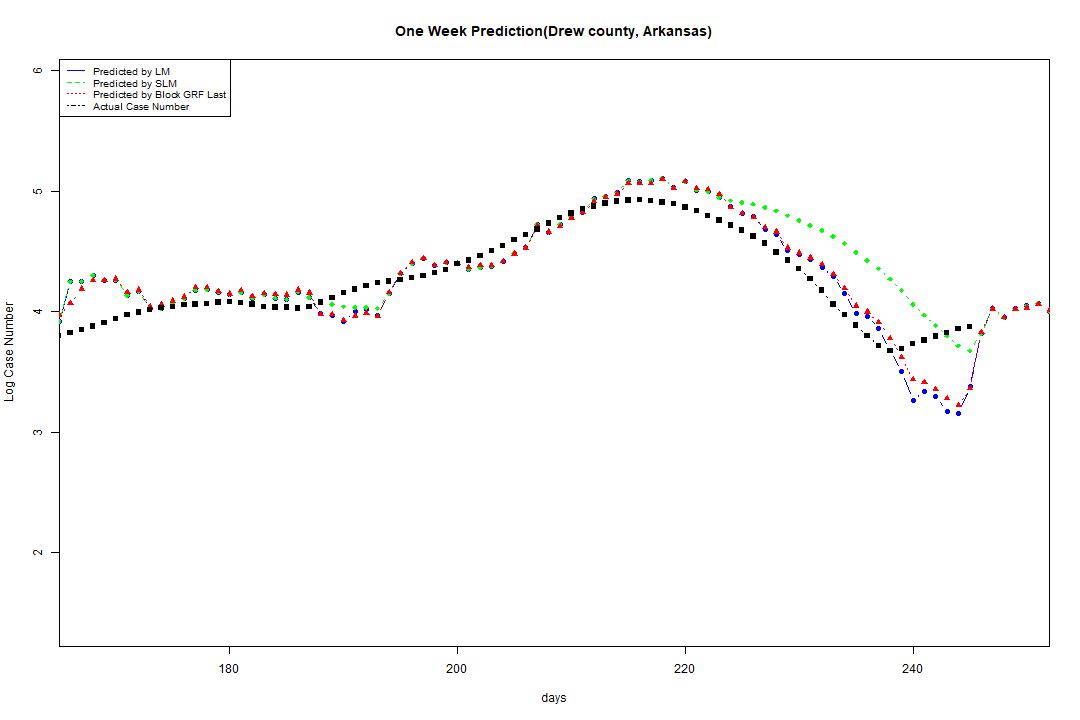 One Week Prediction(Drew county, Arkansas)
Predicted by LM
Predicted by SLM
Predicted by Block GRF Last
Actual Case Number
6
5
4
3
2
Log Case Number
180 200 220 240
days